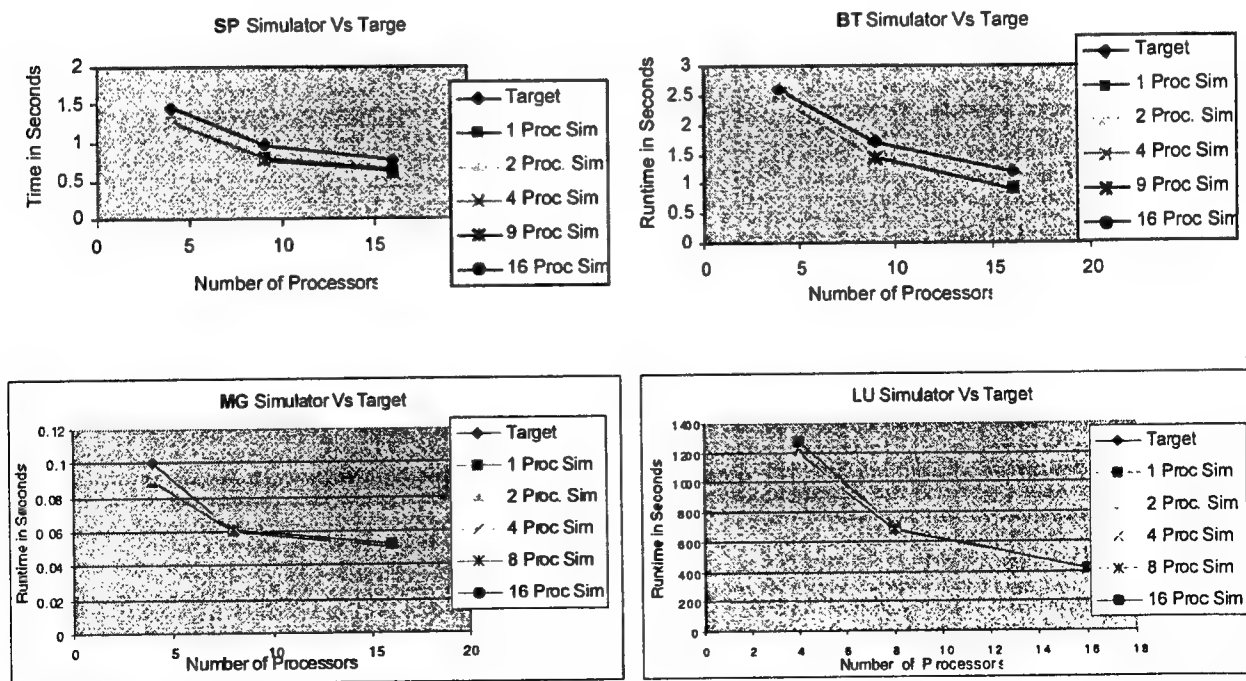 SP Simulator Vs Targe
2
1.5
1
0.5
0
Time in Seconds
0 5 10 15
Number of Processors
Target
1 Proc Sim
2 Proc. Sim
4 Proc Sim
9 Proc Sim
16 Proc Sim
BT Simulator Vs Targe
3
2.5
2
1.5
1
0.5
0
Runtime in Seconds
0 5 10 15 20
Number of Processors
Target
1 Proc Sim
2 Proc Sim
4 Proc Sim
9 Proc Sim
16 Proc Sim
MG Simulator Vs Target
0.12
0.1
0.08
0.06
0.04
0.02
0
Runtime in Seconds
0 5 10 15 20
Number of Processors
Target
1 Proc Sim
2 Proc. Sim
4 Proc Sim
8 Proc Sim
16 Proc Sim
LU Simulator Vs Target
1400
1200
1000
800
600
400
200
0
Runtime in Seconds
0 2 4 6 8 10 12 14 16 18
Number of Processors
Target
1 Proc Sim
2 Proc. Sim
4 Proc Sim
8 Proc Sim
16 Proc Sim